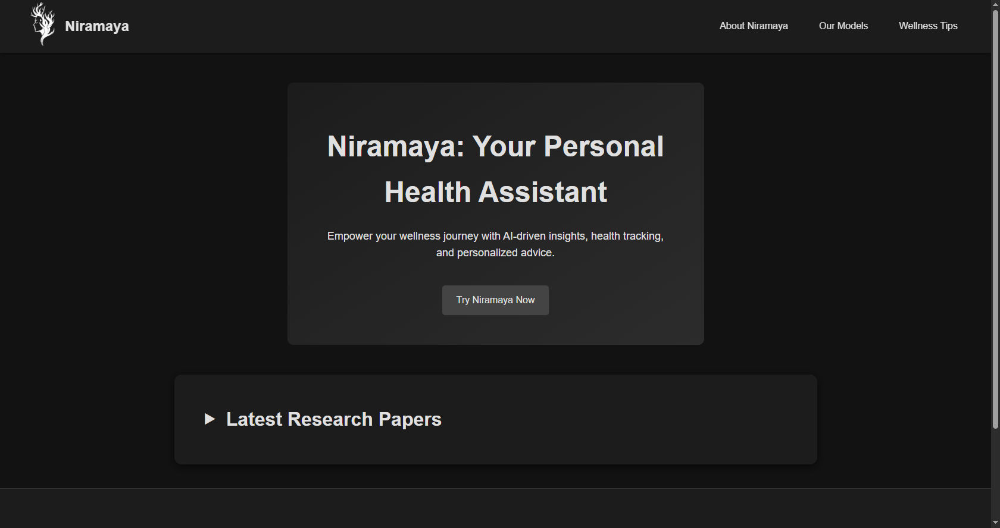 Niramaya
About Niramaya
Our Models
Wellness Tips
Niramaya: Your Personal
Health Assistant
Empower your wellness journey with AI-driven insights, health tracking,
and personalized advice.
Try Niramaya Now
Latest Research Papers